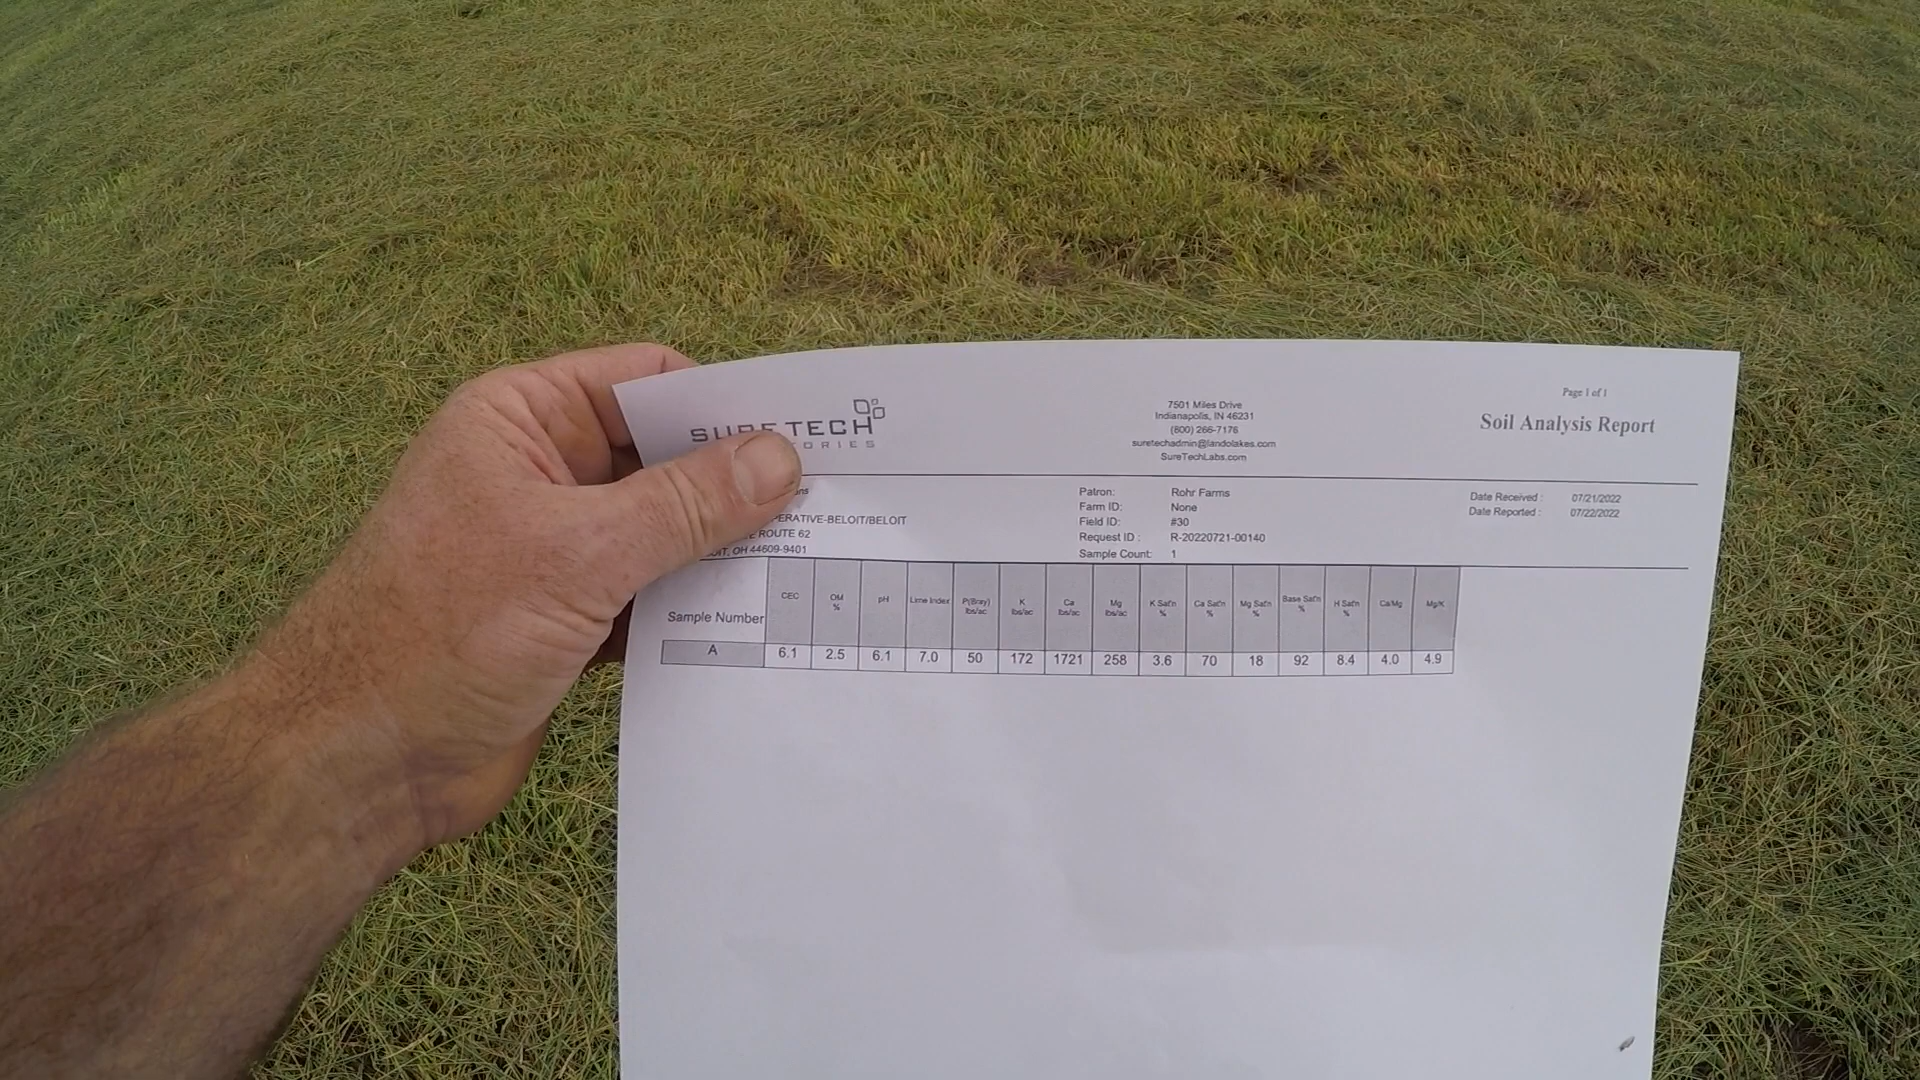 TECH
ORIES
7501 Miles Drive
Indianapolis, IN 46231
(800) 266-7176
suretechadmin@landolakes.com
SureTechLabs.com
Page 1 of 1
Soil Analysis Report
PERATIVE-BELOIT/BELOIT
ROUTE 62
OH 44609-9401
Patron: Rohr Farms
Farm ID: None
Field ID: #30
Request ID : R-20220721-00140
Sample Count: 1
Date Received : 07/21/2022
Date Reported : 07/22/2022
Sample Number CEC OM % pH Lime Index P(Bray) lbs/ac K lbs/ac Ca lbs/ac Mg lbs/ac K Sat'n % Ca Sat'n % Mg Sat'n % Base Sat'n % H Sat'n % Ca/Mg Mg/K
A 6.1 2.5 6.1 7.0 50 172 1721 258 3.6 70 18 92 8.4 4.0 4.9